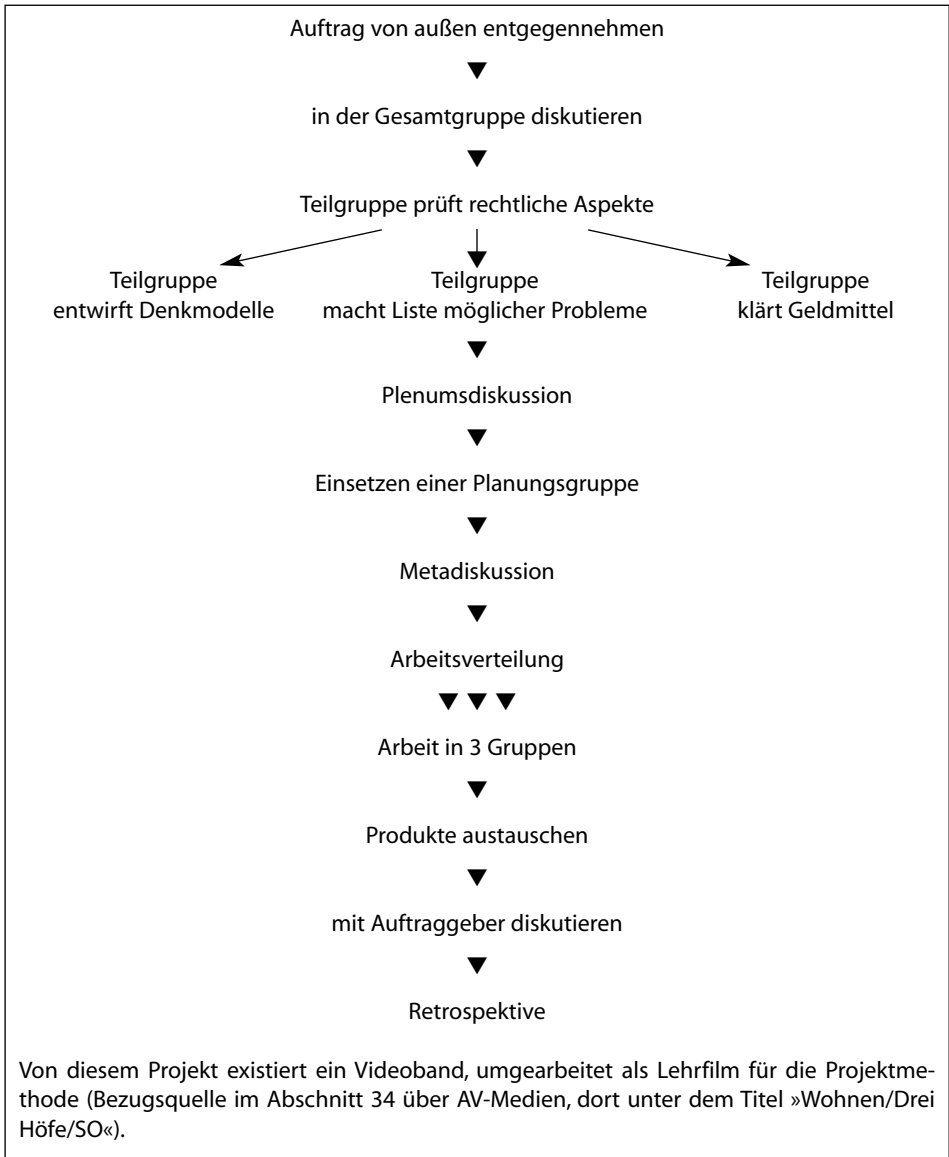 Auftrag von außen entgegennehmen
in der Gesamtgruppe diskutieren
Teilgruppe prüft rechtliche Aspekte
Teilgruppe
entwirft Denkmodelle
Teilgruppe
macht Liste möglicher Probleme
Teilgruppe
klärt Geldmittel
Plenumsdiskussion
Einsetzen einer Planungsgruppe
Metadiskussion
Arbeitsverteilung
Arbeit in 3 Gruppen
Produkte austauschen
mit Auftraggeber diskutieren
Retrospektive
Von diesem Projekt existiert ein Videoband, umgearbeitet als Lehrfilm für die Projektme-
thode (Bezugsquelle im Abschnitt 34 über AV-Medien, dort unter dem Titel »Wohnen/Drei
Höfe/SO«).